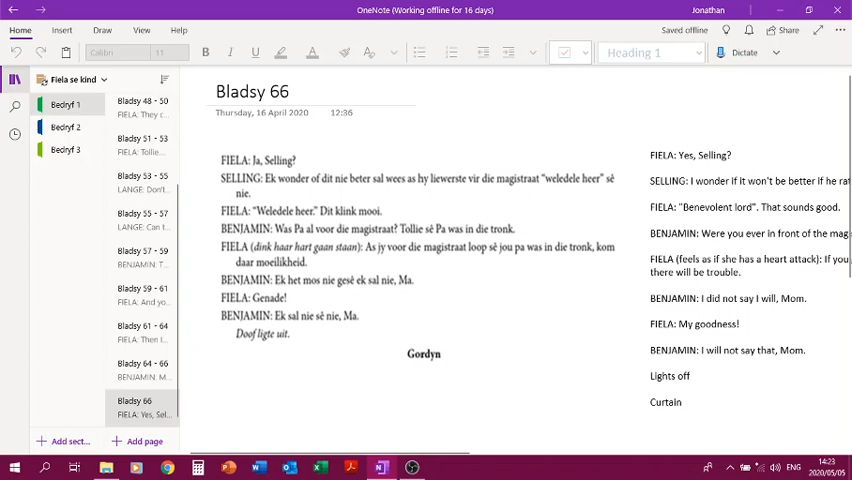 OneNote (Working offline for 16 days)
Jonathan
Home
Insert
Draw
View
Help
Saved offline
Share
Calibri
11
B I U
A
Heading 1
Dictate
Fiela se kind
Bedryf 1
Bedryf 2
Bedryf 3
Bladsy 48 - 50
FIELA: They c...
Bladsy 51 - 53
FIELA: Tollie...
Bladsy 53 - 55
LANGE: Don't...
Bladsy 55 - 57
LANGE: Can t...
Bladsy 57 - 59
BENJAMIN: T...
Bladsy 59 - 61
FIELA: And yo...
Bladsy 61 - 64
FIELA: Then I...
Bladsy 64 - 66
BENJAMIN: M...
Bladsy 66
FIELA: Yes, Sel...
Add sect...
Add page
Bladsy 66
Thursday, 16 April 2020
12:36
FIELA: Ja, Selling?
SELLING: Ek wonder of dit nie beter sal wees as hy liewerste vir die magistraat "weledele heer" sê
nie.
FIELA: "Weledele heer." Dit klink mooi.
BENJAMIN: Was Pa al voor die magistraat? Tollie sê Pa was in die tronk.
FIELA (dink haar hart gaan staan): As jy voor die magistraat loop sê jou pa was in die tronk, kom
daar moeilikheid.
BENJAMIN: Ek het mos nie gesê ek sal nie, Ma.
FIELA: Genade!
BENJAMIN: Ek sal nie sê nie, Ma.
Doof ligte uit.
Gordyn
FIELA: Yes, Selling?
SELLING: I wonder if it won't be better if he rat
FIELA: "Benevolent lord". That sounds good.
BENJAMIN: Were you ever in front of the mag
FIELA (feels as if she has a heart attack): If you
there will be trouble.
BENJAMIN: I did not say I will, Mom.
FIELA: My goodness!
BENJAMIN: I will not say that, Mom.
Lights off
Curtain
ENG
14:23
2020/05/05